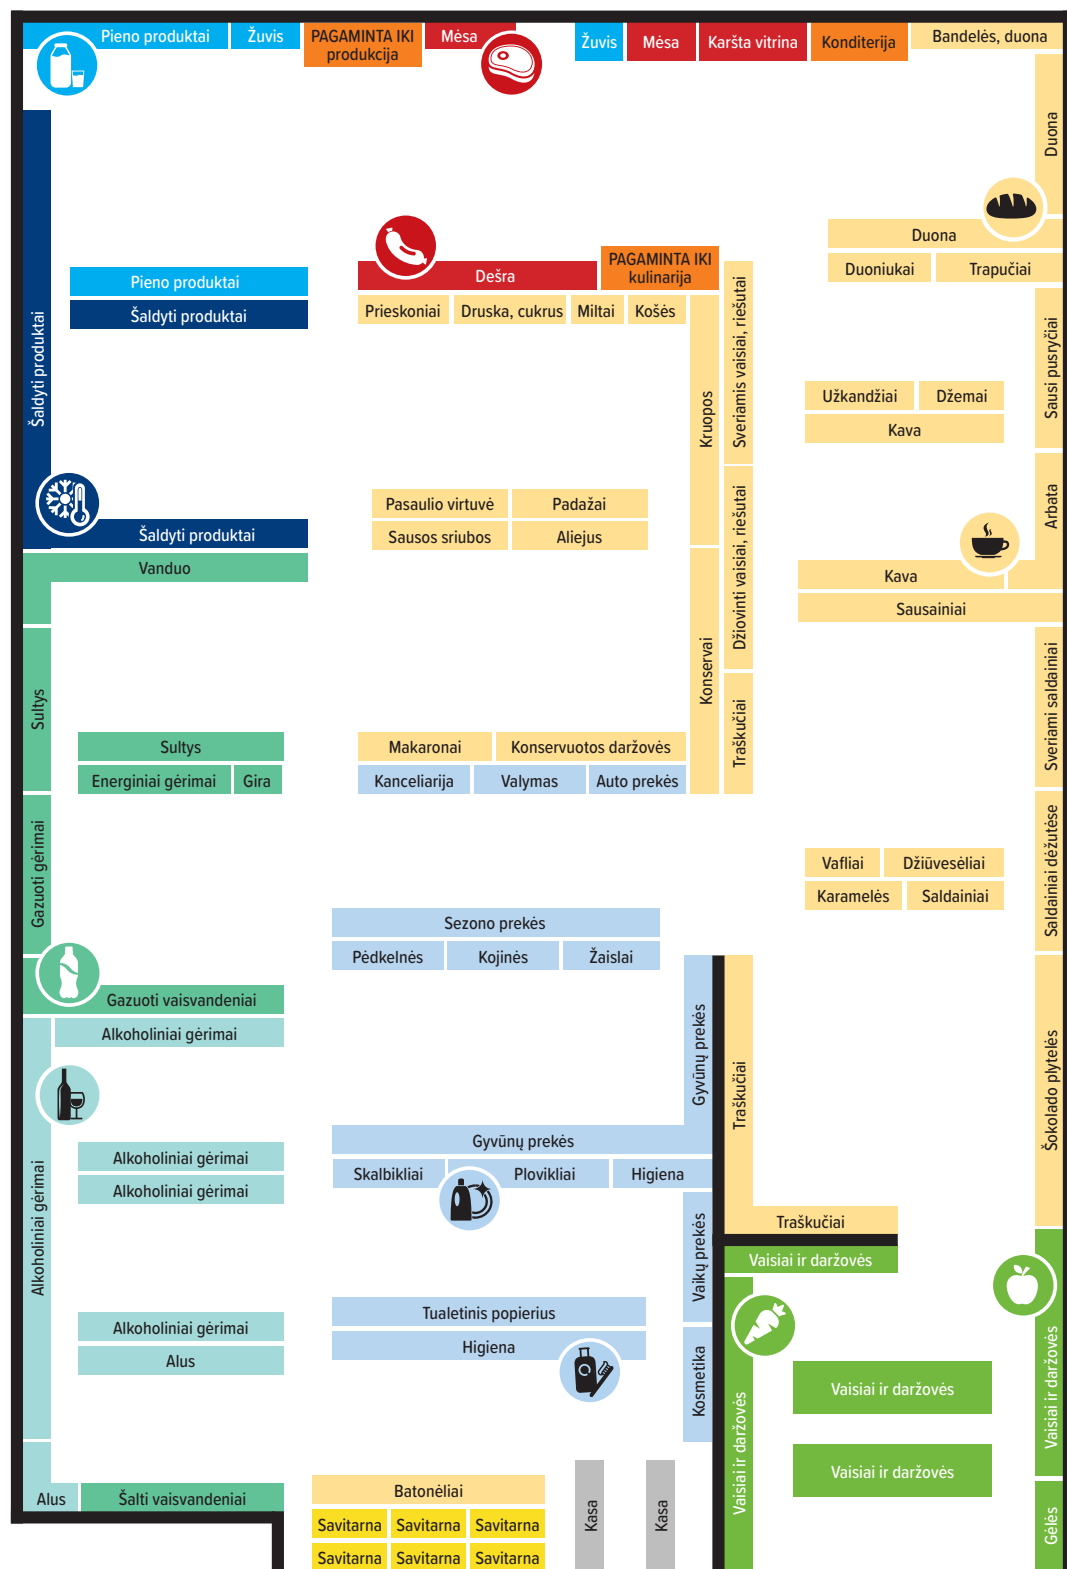 Pieno produktai
Žuvis
PAGAMINTA IKI
produkcija
Mėsa
Žuvis
Mėsa
Karšta vitrina
Konditerija
Bandelės, duona
Duona
Duona
Duoniukai
Trapučiai
Šaldyti produktai
Pieno produktai
Šaldyti produktai
Dešra
PAGAMINTA IKI
kulinarija
Prieskoniai
Druska, cukrus
Miltai
Košės
Kruopos
Sveriamis vaisiai, riešutai
Sausi pusryčiai
Užkandžiai
Džemai
Kava
Pasaulio virtuvė
Padažai
Sausos sriubos
Aliejus
Džiovinti vaisiai, riešutai
Arbata
Šaldyti produktai
Vanduo
Kava
Sausainiai
Konservai
Traškučiai
Sveriami saldainiai
Sultys
Sultys
Energiniai gėrimai
Gira
Makaronai
Konservuotos daržovės
Kanceliarija
Valymas
Auto prekės
Gazuoti gėrimai
Saldainiai dėžutėse
Vafliai
Džiūvesėliai
Karamelės
Saldainiai
Sezono prekės
Pėdkelnės
Kojinės
Žaislai
Gazuoti vaisvandeniai
Alkoholiniai gėrimai
Gyvūnų prekės
Traškučiai
Šokolado plytelės
Alkoholiniai gėrimai
Alkoholiniai gėrimai
Alkoholiniai gėrimai
Gyvūnų prekės
Skalbikliai
Plovikliai
Higiena
Vaikų prekės
Traškučiai
Vaisiai ir daržovės
Alkoholiniai gėrimai
Alus
Tualetinis popierius
Higiena
Kosmetika
Vaisiai ir daržovės
Vaisiai ir daržovės
Vaisiai ir daržovės
Vaisiai ir daržovės
Alus
Šalti vaisvandeniai
Batonėliai
Savitarna
Savitarna
Savitarna
Savitarna
Savitarna
Savitarna
Kasa
Kasa
Gėlės